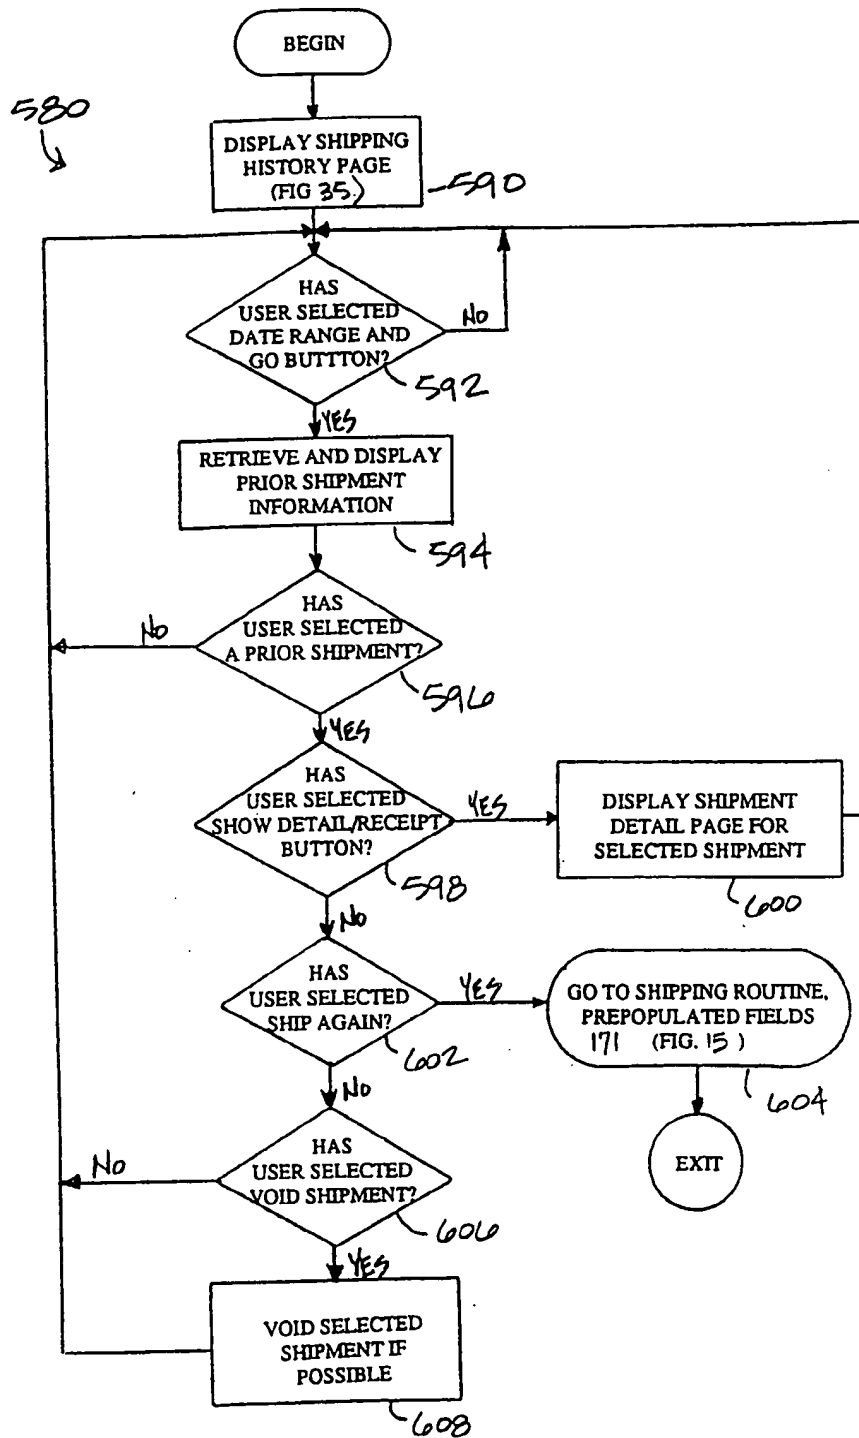 BEGIN
580
DISPLAY SHIPPING
HISTORY PAGE
(FIG 35.)
590
HAS
USER SELECTED
DATE RANGE AND
GO BUTTTON?
No
592
YES
RETRIEVE AND DISPLAY
PRIOR SHIPMENT
INFORMATION
594
HAS
USER SELECTED
A PRIOR SHIPMENT?
No
596
YES
HAS
USER SELECTED
SHOW DETAIL/RECEIPT
BUTTON?
YES
598
DISPLAY SHIPMENT
DETAIL PAGE FOR
SELECTED SHIPMENT
600
No
HAS
USER SELECTED
SHIP AGAIN?
YES
602
GO TO SHIPPING ROUTINE,
PREPOPULATED FIELDS
171 (FIG. 15 )
604
No
EXIT
HAS
USER SELECTED
VOID SHIPMENT?
No
606
YES
VOID SELECTED
SHIPMENT IF
POSSIBLE
608